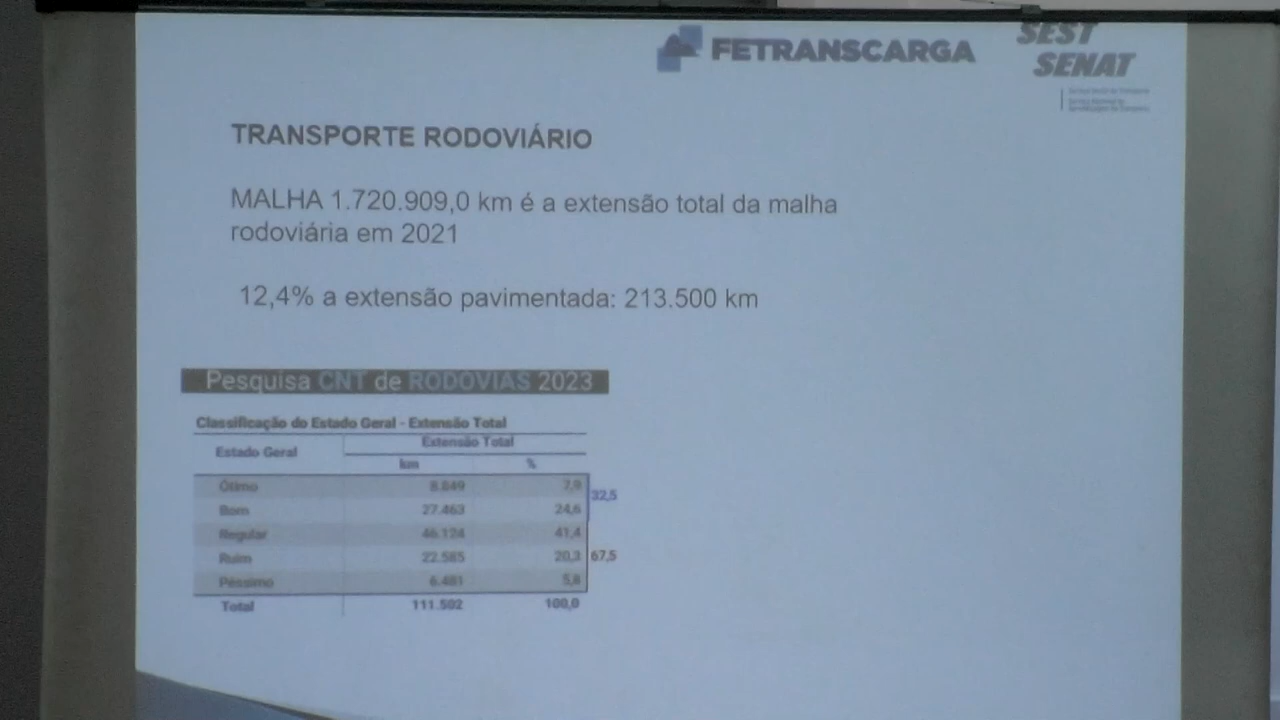 FETRANSCARGA
SEST
SENAT
TRANSPORTE RODOVIÁRIO
MALHA 1.720.909,0 km é a extensão total da malha
rodoviária em 2021
12,4% a extensão pavimentada: 213.500 km
Pesquisa CNT de RODOVIAS 2023
Classificação do Estado Geral - Extensão Total
Estado Geral Extensão Total
km %
Ótimo 8.849 7,9
Bom 27.463 24,6
32,5
Regular 46.124 41,4
Ruim 22.585 20,3
67,5
Péssimo 6.481 5,8
Total 111.502 100,0